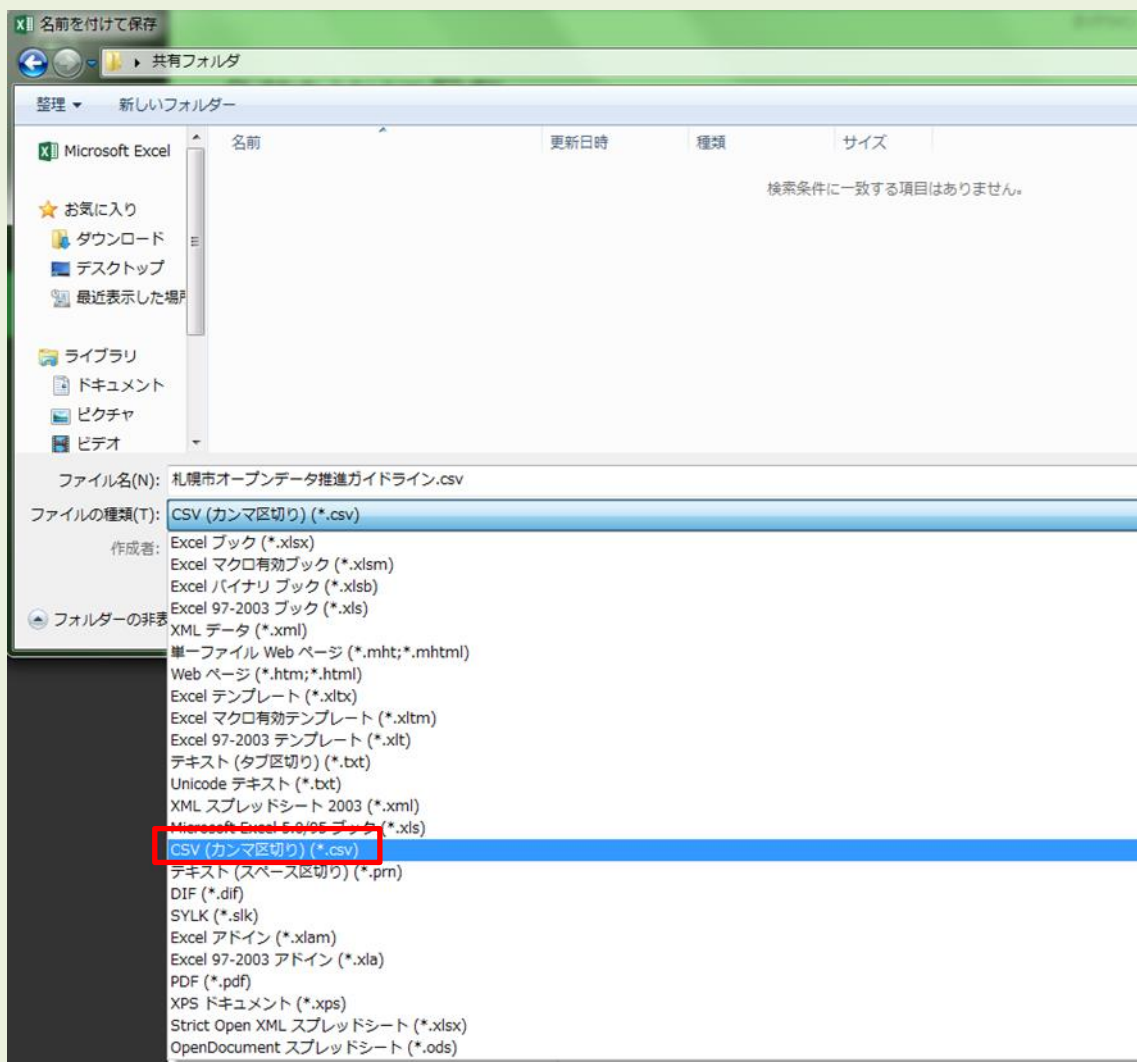 名前を付けて保存
共有フォルダ
整理 新しいフォルダー
Microsoft Excel
お気に入り
ダウンロード
デスクトップ
最近表示した場所
ライブラリ
ドキュメント
ピクチャ
ビデオ
名前 更新日時 種類 サイズ
検索条件に一致する項目はありません。
ファイル名(N): 札幌市オープンデータ推進ガイドライン.csv
ファイルの種類(T): CSV (カンマ区切り) (*.csv)
作成者:
フォルダーの非表
Excel ブック (*.xlsx)
Excel マクロ有効ブック (*.xlsm)
Excel バイナリ ブック (*.xlsb)
Excel 97-2003 ブック (*.xls)
XML データ (*.xml)
単一ファイル Web ページ (*.mht;*.mhtml)
Web ページ (*.htm;*.html)
Excel テンプレート (*.xltx)
Excel マクロ有効テンプレート (*.xltm)
Excel 97-2003 テンプレート (*.xlt)
テキスト (タブ区切り) (*.txt)
Unicode テキスト (*.txt)
XML スプレッドシート 2003 (*.xml)
Microsoft Excel 5.0/95 ブック (*.xls)
CSV (カンマ区切り) (*.csv)
テキスト (スペース区切り) (*.prn)
DIF (*.dif)
SYLK (*.slk)
Excel アドイン (*.xlam)
Excel 97-2003 アドイン (*.xla)
PDF (*.pdf)
XPS ドキュメント (*.xps)
Strict Open XML スプレッドシート (*.xlsx)
OpenDocument スプレッドシート (*.ods)